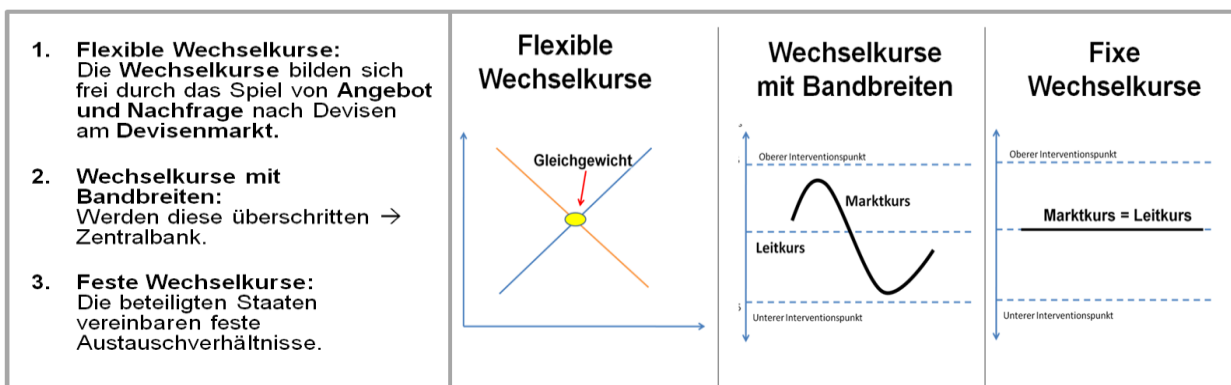 1. Flexible Wechselkurse:
Die Wechselkurse bilden sich
frei durch das Spiel von Angebot
und Nachfrage nach Devisen
am Devisenmarkt.
2. Wechselkurse mit
Bandbreiten:
Werden diese überschritten →
Zentralbank.
3. Feste Wechselkurse:
Die beteiligten Staaten
vereinbaren feste
Austauschverhältnisse.
Flexible
Wechselkurse
Gleichgewicht
Wechselkurse
mit Bandbreiten
Oberer Interventionspunkt
Marktkurs
Leitkurs
Unterer Interventionspunkt
Fixe
Wechselkurse
Oberer Interventionspunkt
Marktkurs = Leitkurs
Unterer Interventionspunkt